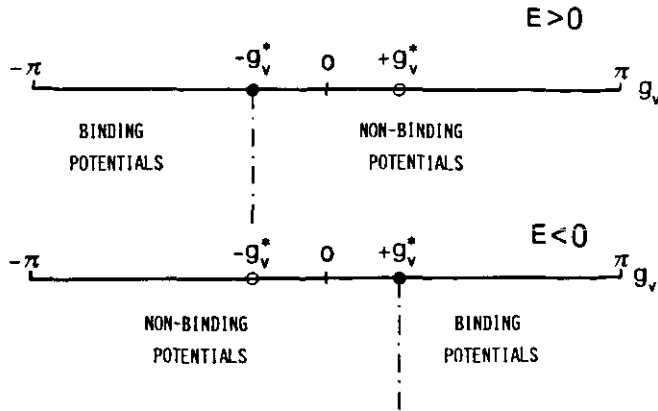 E>0
-π -g*ᵥ 0 +g*ᵥ π gᵥ
BINDING NON-BINDING
POTENTIALS POTENTIALS
E<0
-π -g*ᵥ 0 +g*ᵥ π gᵥ
NON-BINDING BINDING
POTENTIALS POTENTIALS